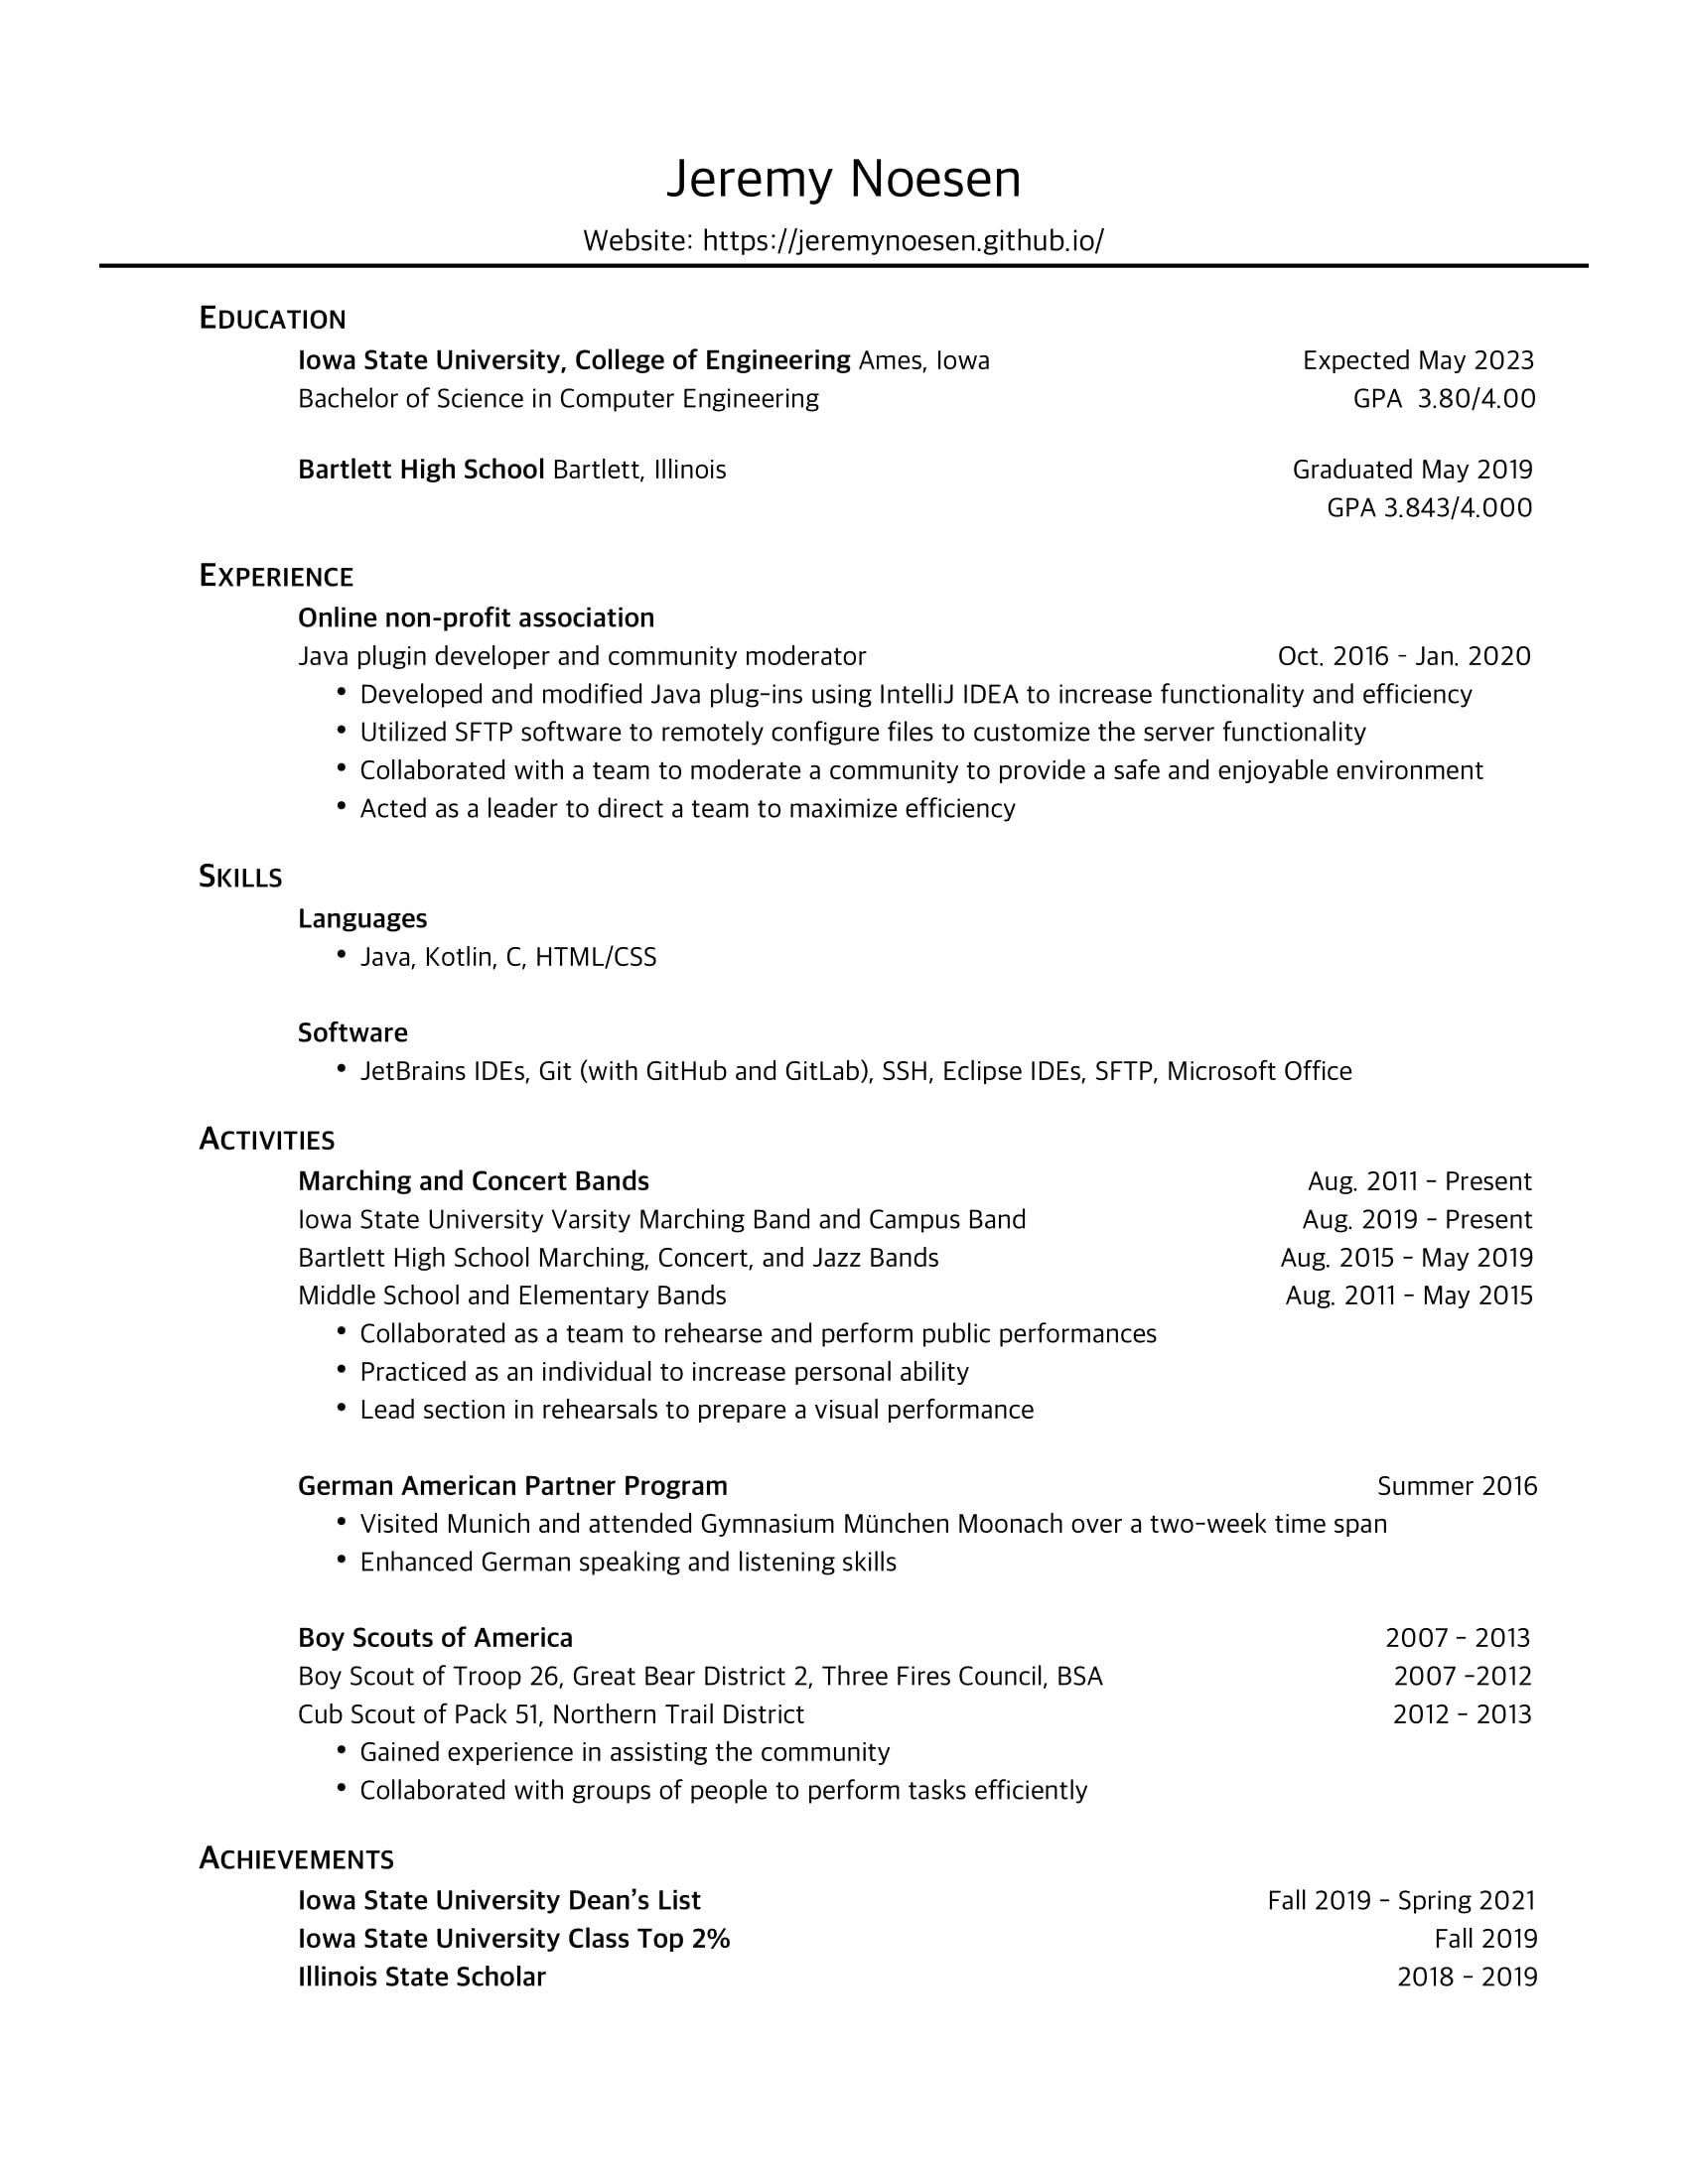 Jeremy Noesen
Website: https://jeremynoesen.github.io/
EDUCATION
Iowa State University, College of Engineering Ames, Iowa Expected May 2023
Bachelor of Science in Computer Engineering GPA 3.80/4.00
Bartlett High School Bartlett, Illinois Graduated May 2019
GPA 3.843/4.000
EXPERIENCE
Online non-profit association
Java plugin developer and community moderator Oct. 2016 - Jan. 2020
• Developed and modified Java plug-ins using IntelliJ IDEA to increase functionality and efficiency
• Utilized SFTP software to remotely configure files to customize the server functionality
• Collaborated with a team to moderate a community to provide a safe and enjoyable environment
• Acted as a leader to direct a team to maximize efficiency
SKILLS
Languages
• Java, Kotlin, C, HTML/CSS
Software
• JetBrains IDEs, Git (with GitHub and GitLab), SSH, Eclipse IDEs, SFTP, Microsoft Office
ACTIVITIES
Marching and Concert Bands Aug. 2011 - Present
Iowa State University Varsity Marching Band and Campus Band Aug. 2019 - Present
Bartlett High School Marching, Concert, and Jazz Bands Aug. 2015 - May 2019
Middle School and Elementary Bands Aug. 2011 - May 2015
• Collaborated as a team to rehearse and perform public performances
• Practiced as an individual to increase personal ability
• Lead section in rehearsals to prepare a visual performance
German American Partner Program Summer 2016
• Visited Munich and attended Gymnasium München Moonach over a two-week time span
• Enhanced German speaking and listening skills
Boy Scouts of America 2007 - 2013
Boy Scout of Troop 26, Great Bear District 2, Three Fires Council, BSA 2007 -2012
Cub Scout of Pack 51, Northern Trail District 2012 - 2013
• Gained experience in assisting the community
• Collaborated with groups of people to perform tasks efficiently
ACHIEVEMENTS
Iowa State University Dean's List Fall 2019 - Spring 2021
Iowa State University Class Top 2% Fall 2019
Illinois State Scholar 2018 - 2019